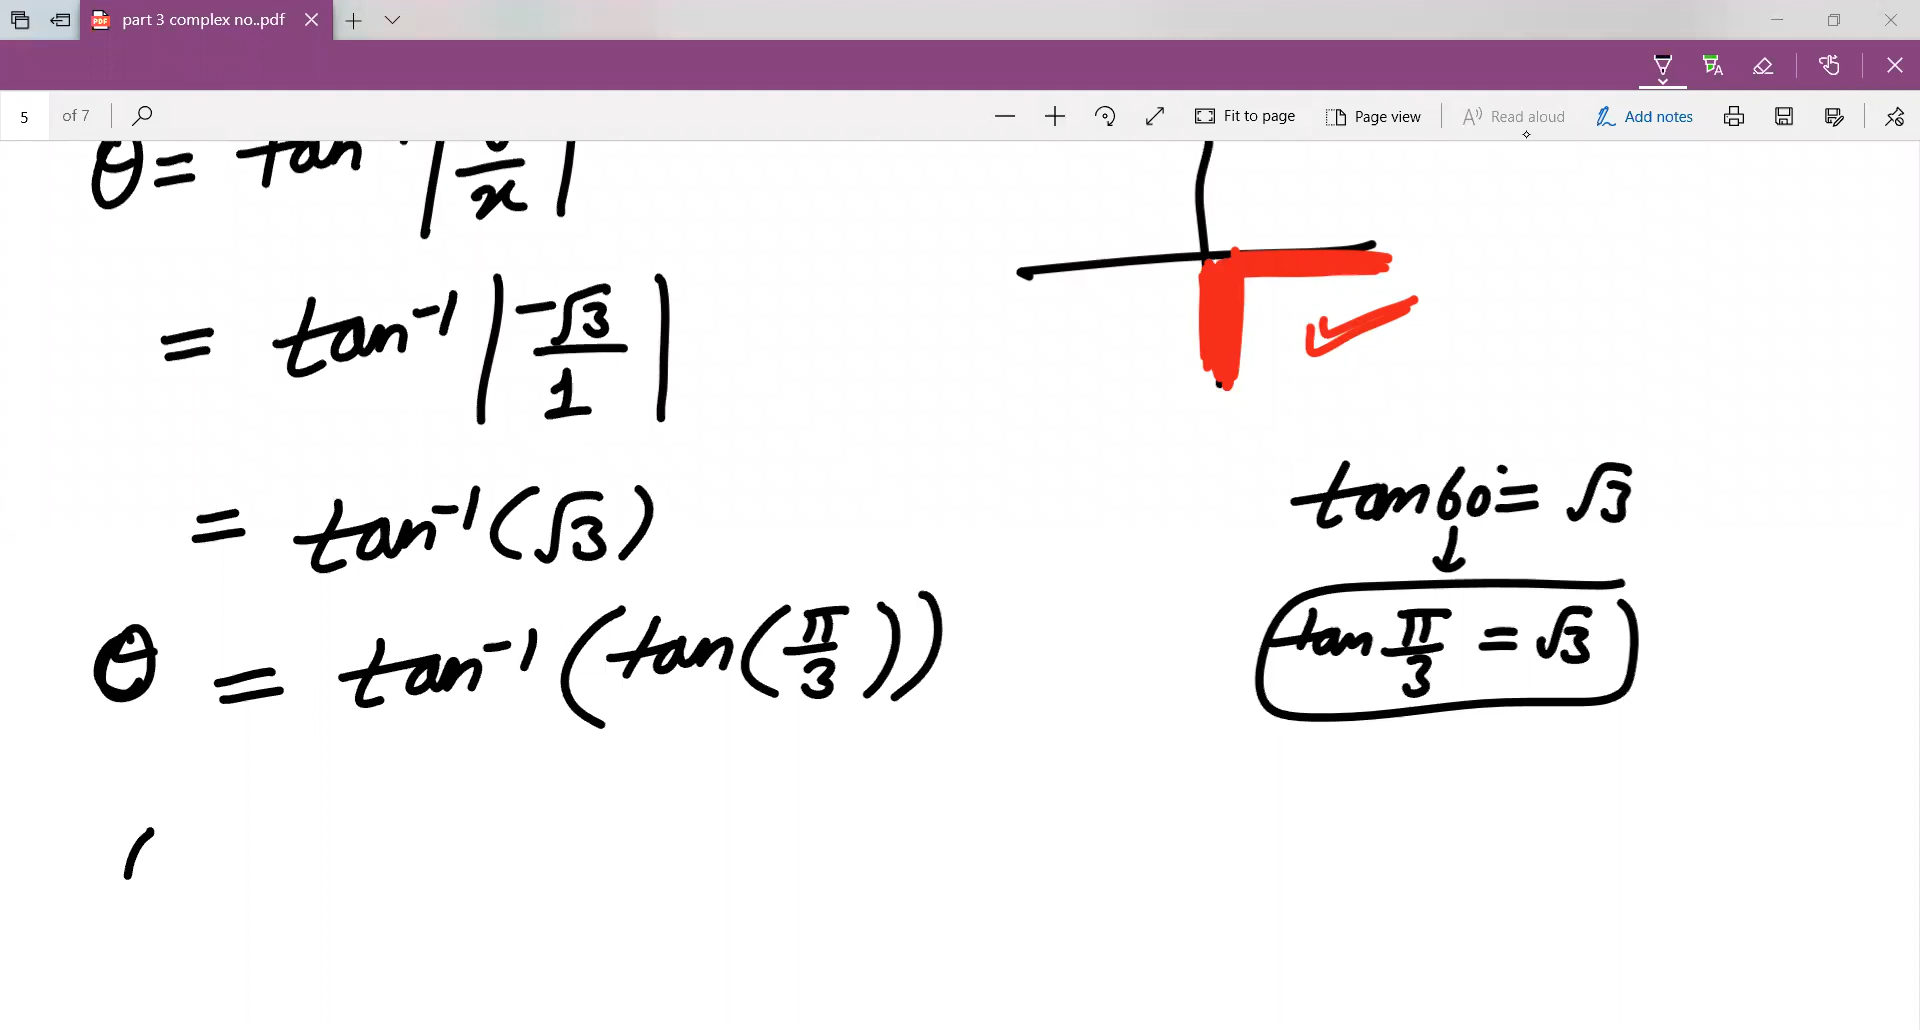 part 3 complex no..pdf
5 of 7
Fit to page
Page view
Read aloud
Add notes
θ = tan | /x |
= tan⁻¹ | -√3/1 |
= tan⁻¹(√3)
θ = tan⁻¹(tan(π/3))
tan60° = √3
↓
tan π/3 = √3